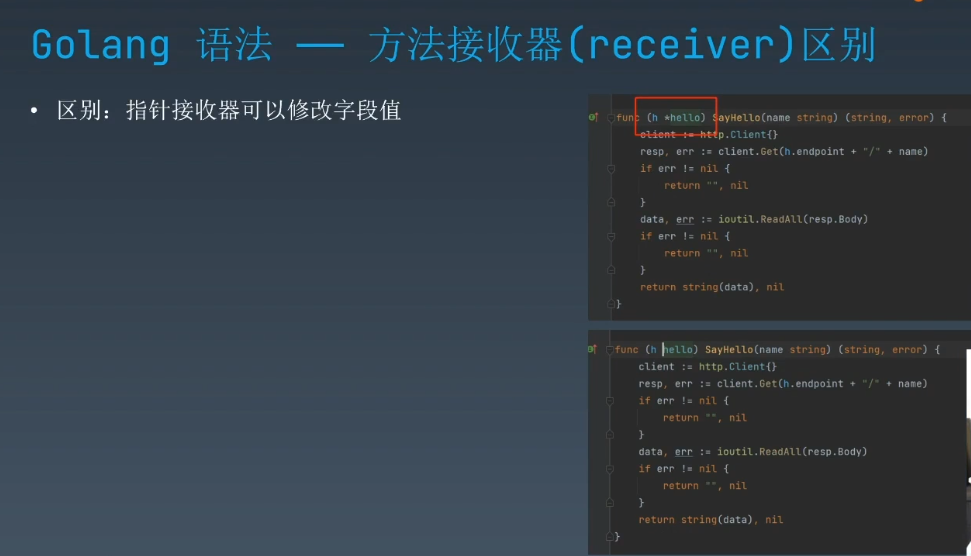 Golang 语法 —— 方法接收器(receiver)区别
• 区别：指针接收器可以修改字段值
func (h *hello) SayHello(name string) (string, error) {
client := http.Client{}
resp, err := client.Get(h.endpoint + "/" + name)
if err != nil {
return "", nil
}
data, err := ioutil.ReadAll(resp.Body)
if err != nil {
return "", nil
}
return string(data), nil
}
func (h hello) SayHello(name string) (string, error) {
client := http.Client{}
resp, err := client.Get(h.endpoint + "/" + name)
if err != nil {
return "", nil
}
data, err := ioutil.ReadAll(resp.Body)
if err != nil {
return "", nil
}
return string(data), nil
}